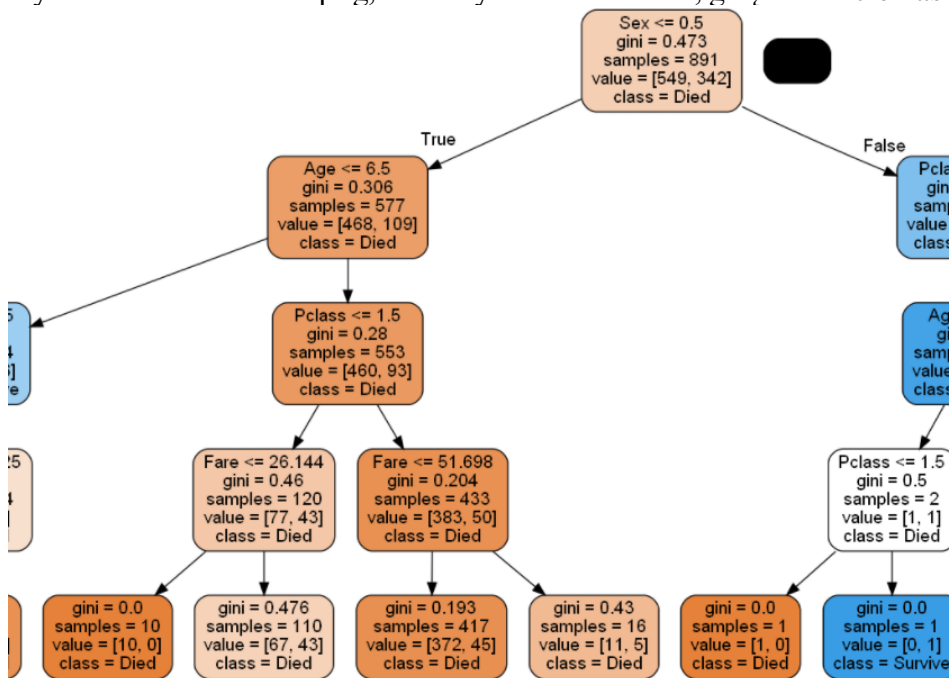 Sex <= 0.5
gini = 0.473
samples = 891
value = [549, 342]
class = Died
True
False
Age <= 6.5
gini = 0.306
samples = 577
value = [468, 109]
class = Died
Pclass <= 1.5
gini = 0.28
samples = 553
value = [460, 93]
class = Died
Fare <= 26.144
gini = 0.46
samples = 120
value = [77, 43]
class = Died
Fare <= 51.698
gini = 0.204
samples = 433
value = [383, 50]
class = Died
Pclass <= 1.5
gini = 0.5
samples = 2
value = [1, 1]
class = Died
gini = 0.0
samples = 10
value = [10, 0]
class = Died
gini = 0.476
samples = 110
value = [67, 43]
class = Died
gini = 0.193
samples = 417
value = [372, 45]
class = Died
gini = 0.43
samples = 16
value = [11, 5]
class = Died
gini = 0.0
samples = 1
value = [1, 0]
class = Died
gini = 0.0
samples = 1
value = [0, 1]
class = Survive